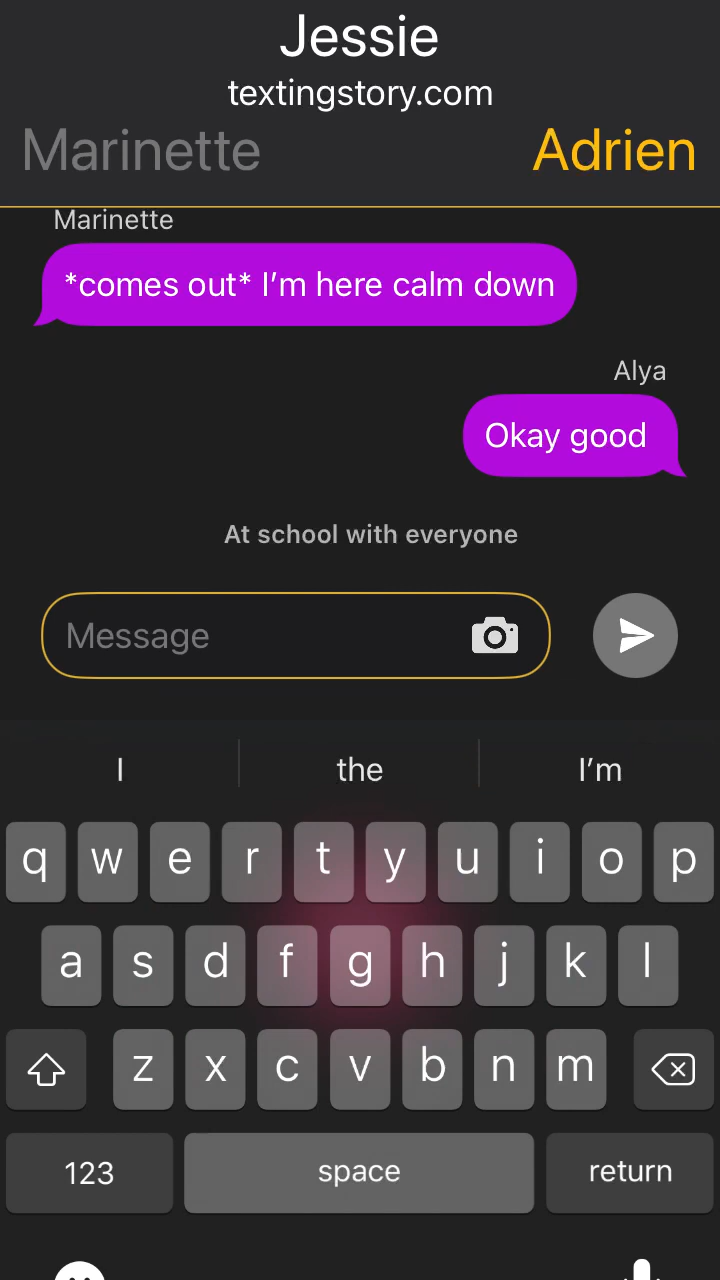 Jessie
textingstory.com
Marinette Adrien
Marinette
*comes out* I’m here calm down
Alya
Okay good
At school with everyone
Message
I the I’m
q w e r t y u i o p
a s d f g h j k l
z x c v b n m
123 space return